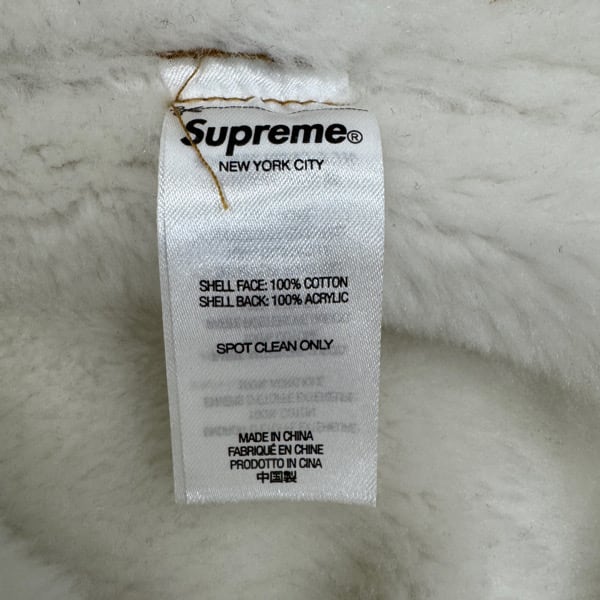 Supreme®
NEW YORK CITY
SHELL FACE: 100% COTTON
SHELL BACK: 100% ACRYLIC
SPOT CLEAN ONLY
MADE IN CHINA
FABRIQUÉ EN CHINE
PRODOTTO IN CINA
中国製